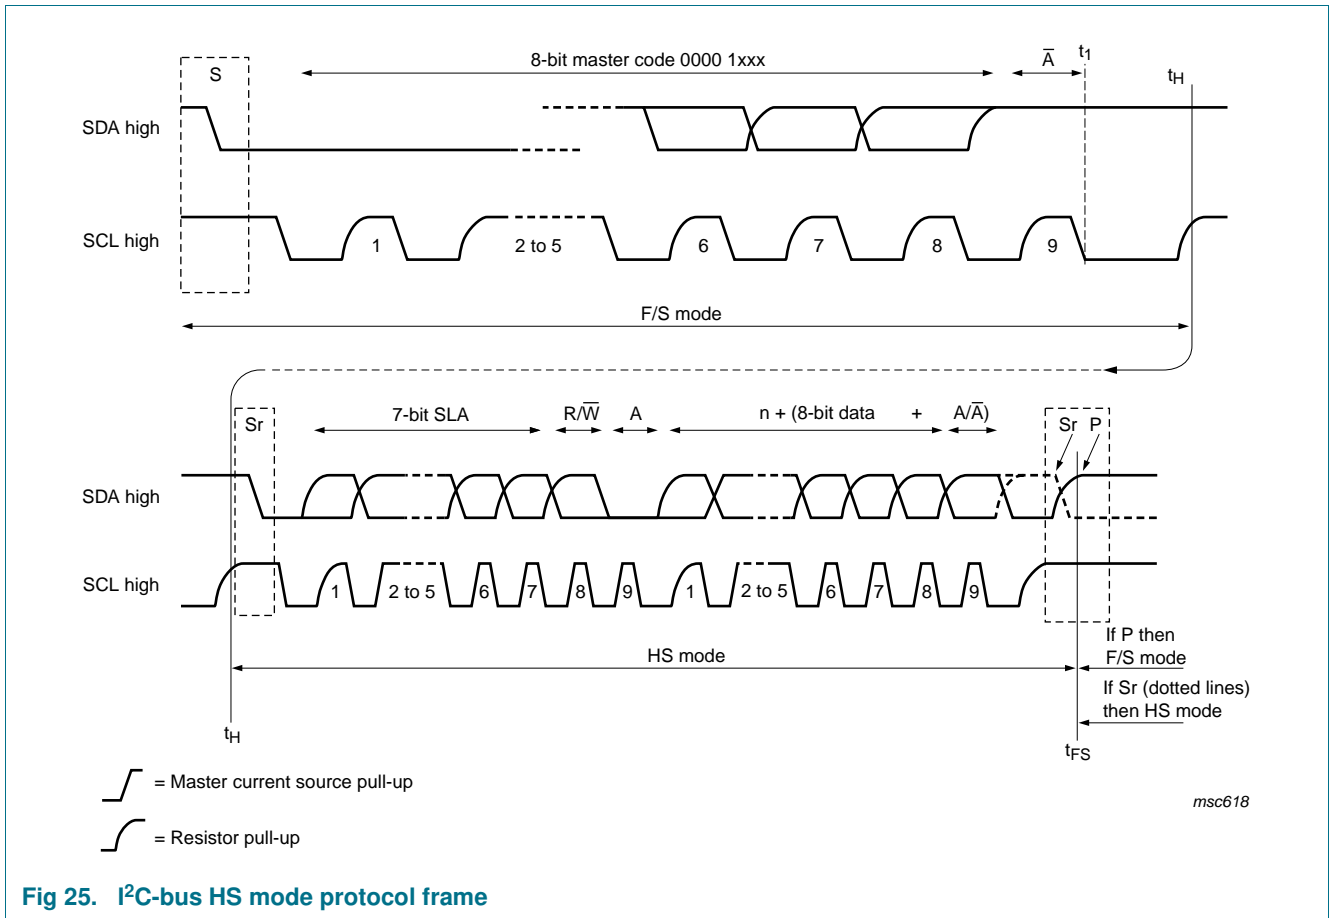 S
8-bit master code 0000 1xxx
A̅
t1
tH
SDA high
SCL high
1
2 to 5
6
7
8
9
F/S mode
Sr
7-bit SLA
R/W̅
A
n + (8-bit data + A/A̅)
Sr P
SDA high
SCL high
1
2 to 5
6
7
8
9
1
2 to 5
6
7
8
9
If P then
F/S mode
HS mode
If Sr (dotted lines)
then HS mode
tH
tFS
= Master current source pull-up
msc618
= Resistor pull-up
Fig 25. I²C-bus HS mode protocol frame